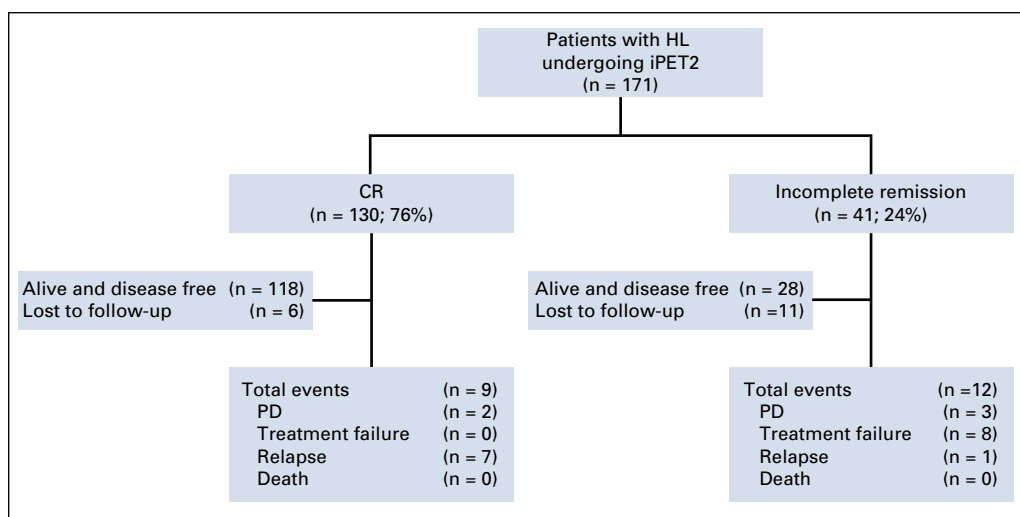 Patients with HL
undergoing iPET2
(n = 171)
CR
(n = 130; 76%)
Incomplete remission
(n = 41; 24%)
Alive and disease free (n = 118)
Lost to follow-up (n = 6)
Alive and disease free (n = 28)
Lost to follow-up (n =11)
Total events (n = 9)
PD (n = 2)
Treatment failure (n = 0)
Relapse (n = 7)
Death (n = 0)
Total events (n =12)
PD (n = 3)
Treatment failure (n = 8)
Relapse (n = 1)
Death (n = 0)